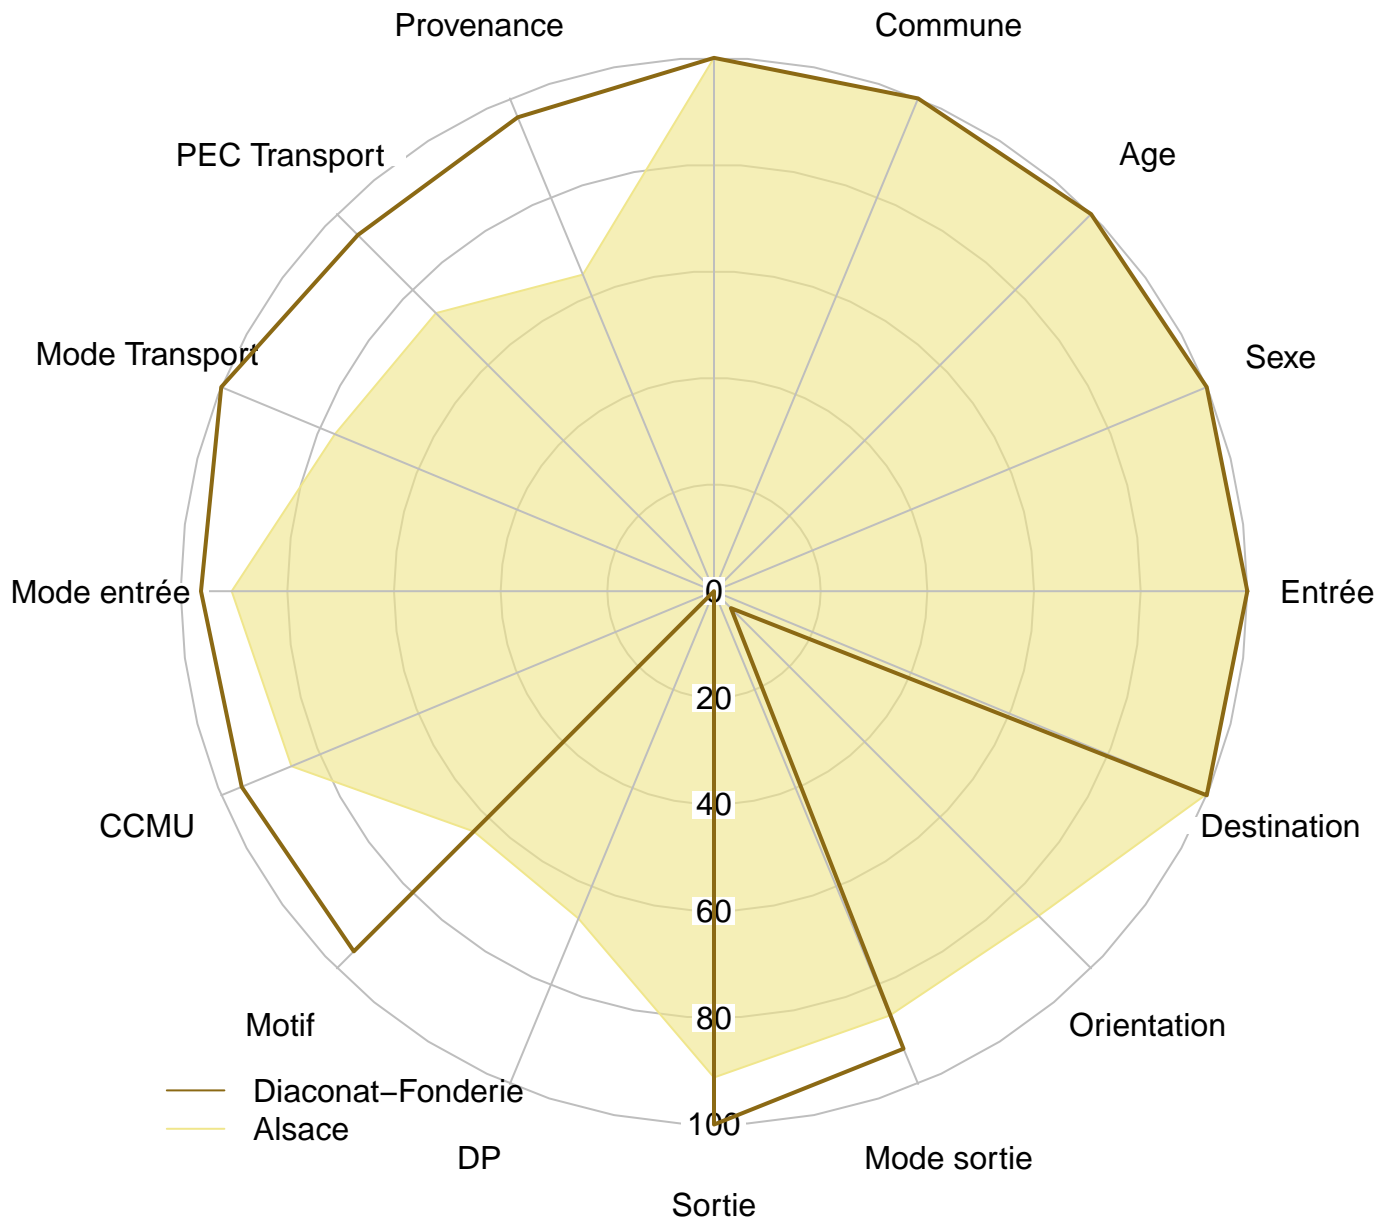 Provenance
Commune
PEC Transport
Age
Mode Transport
Sexe
Mode entrée
0
Entrée
20
40
CCMU
Destination
60
80
Motif
Orientation
Diaconat–Fonderie
100
Alsace
DP
Mode sortie
Sortie